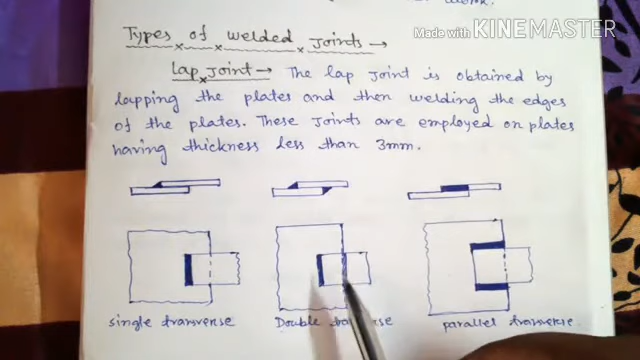 work.
Made with KINEMASTER
Types of welded joints →
Lap joint → The lap joint is obtained by
lapping the plates and then welding the edges
of the plates. These joints are employed on plates
having thickness less than 3mm.
single transverse
Double
parallel transverse